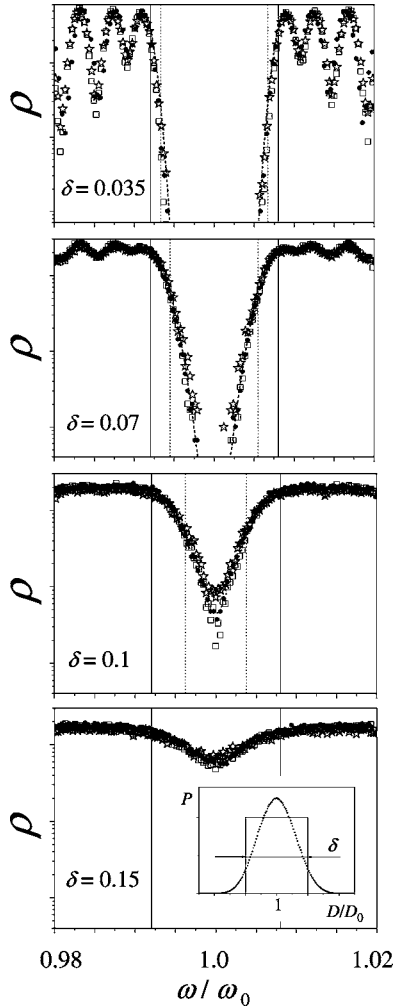 ρ
δ = 0.035
ρ
δ = 0.07
ρ
δ = 0.1
P
δ
1
D/D₀
ρ
δ = 0.15
0.98
1.0
1.02
ω / ω₀